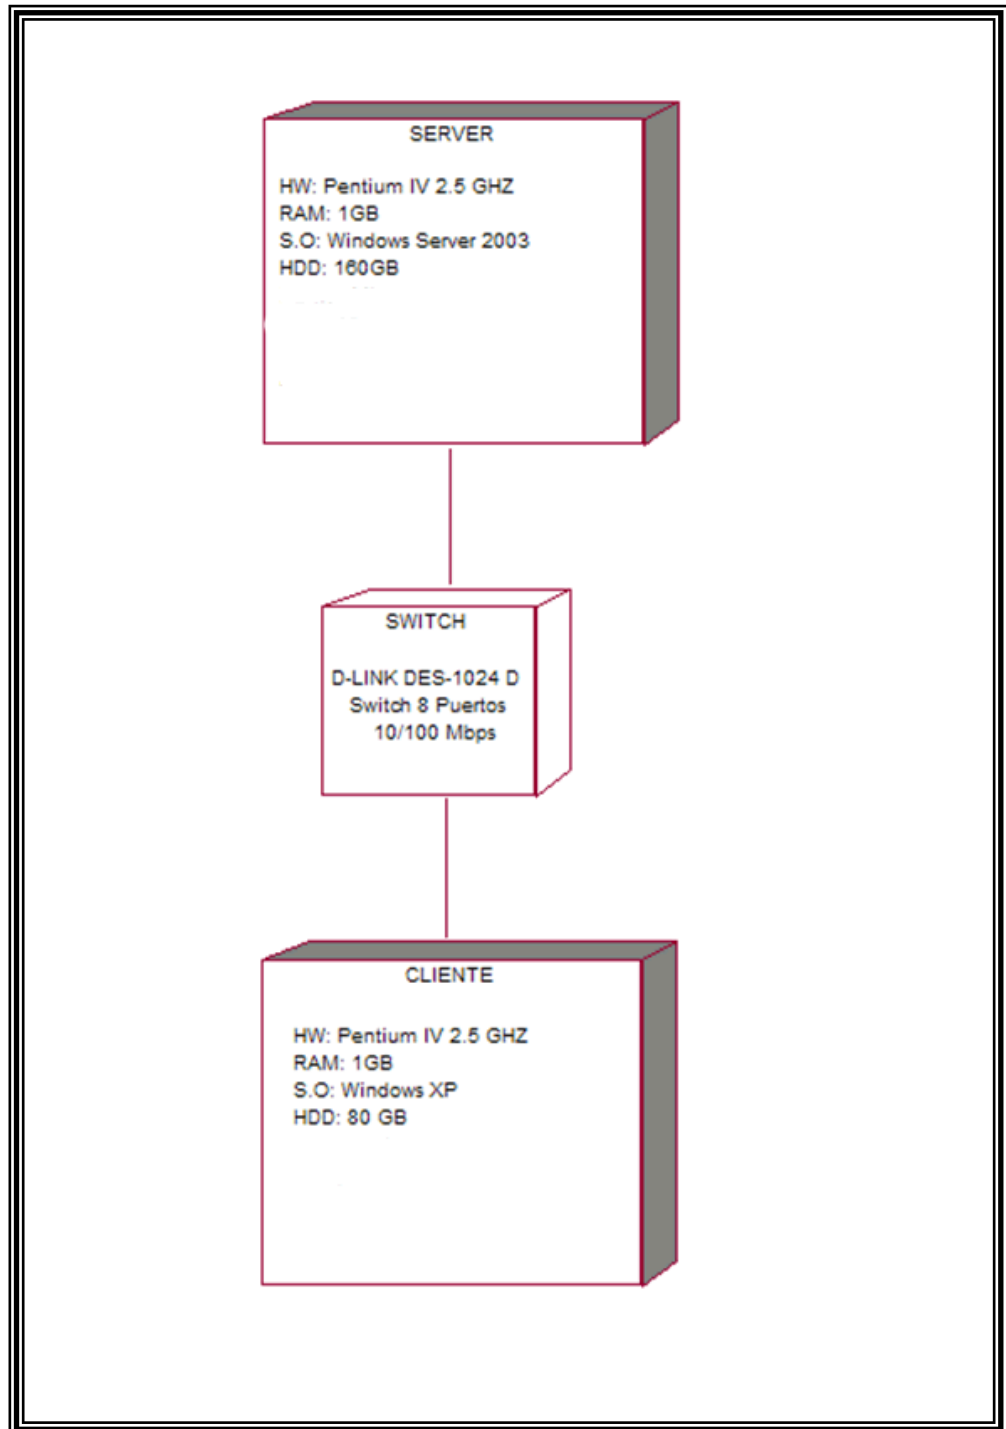 SERVER
HW: Pentium IV 2.5 GHZ
RAM: 1GB
S.O: Windows Server 2003
HDD: 160GB
SWITCH
D-LINK DES-1024 D
Switch 8 Puertos
10/100 Mbps
CLIENTE
HW: Pentium IV 2.5 GHZ
RAM: 1GB
S.O: Windows XP
HDD: 80 GB